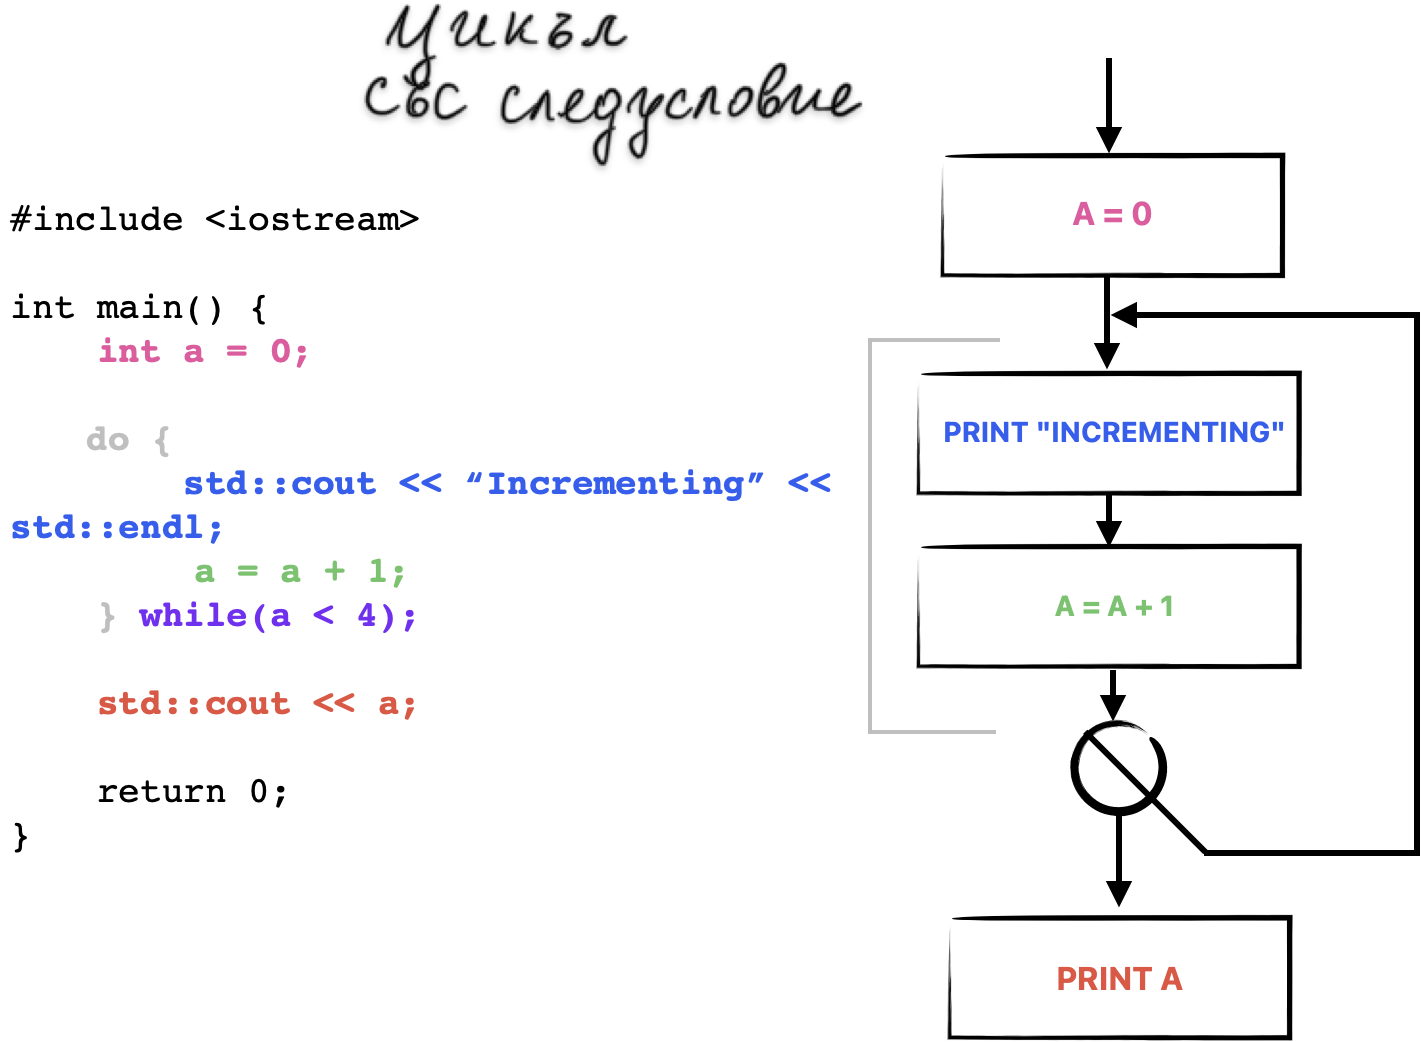 Цикъл
със следусловие
#include <iostream>
int main() {
int a = 0;
do {
std::cout << “Incrementing” <<
std::endl;
a = a + 1;
} while(a < 4);
std::cout << a;
return 0;
}
A = 0
PRINT "INCREMENTING"
A = A + 1
PRINT A